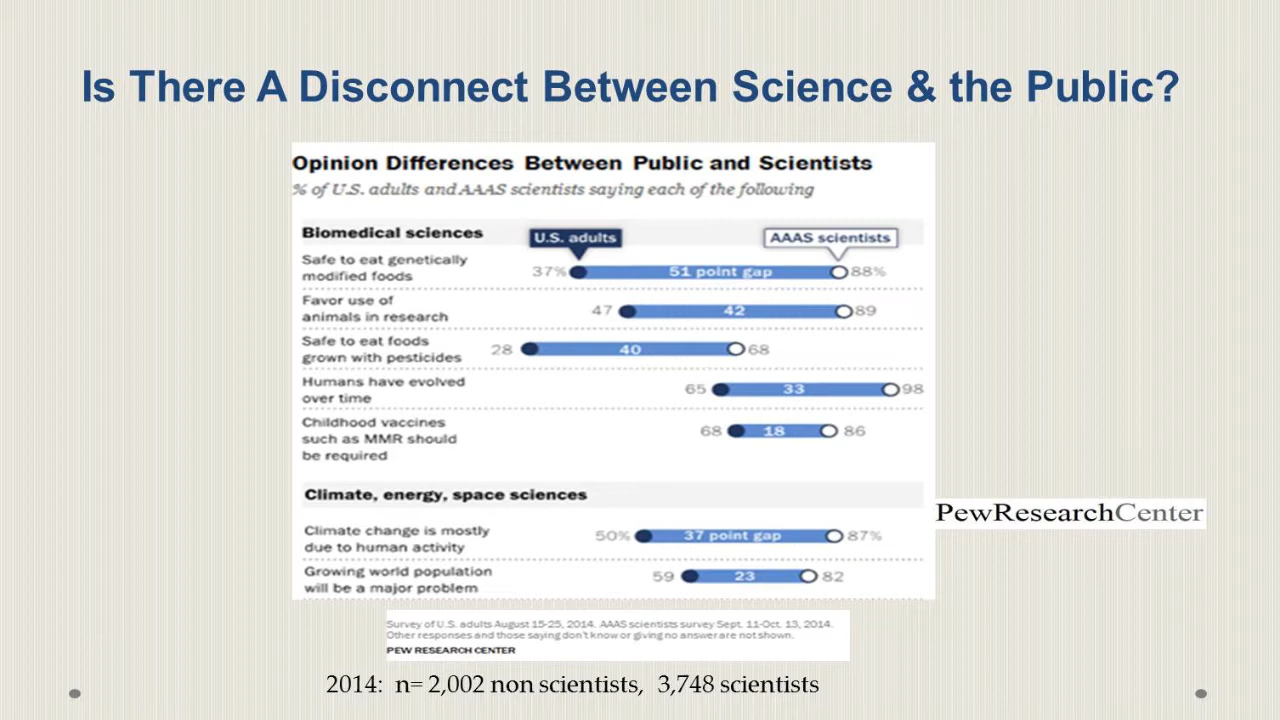 Is There A Disconnect Between Science & the Public?
Opinion Differences Between Public and Scientists
% of U.S. adults and AAAS scientists saying each of the following
Biomedical sciences
U.S. adults
AAAS scientists
Safe to eat genetically
modified foods
37%
51 point gap
88%
Favor use of
animals in research
47
42
89
Safe to eat foods
grown with pesticides
28
40
68
Humans have evolved
over time
65
33
98
Childhood vaccines
such as MMR should
be required
68
18
86
Climate, energy, space sciences
Climate change is mostly
due to human activity
50%
37 point gap
87%
Growing world population
will be a major problem
59
23
82
PewResearchCenter
Survey of U.S. adults August 15-25, 2014. AAAS scientists survey Sept. 11-Oct. 13, 2014.
Other responses and those saying don't know or giving no answer are not shown.
PEW RESEARCH CENTER
2014: n= 2,002 non scientists, 3,748 scientists